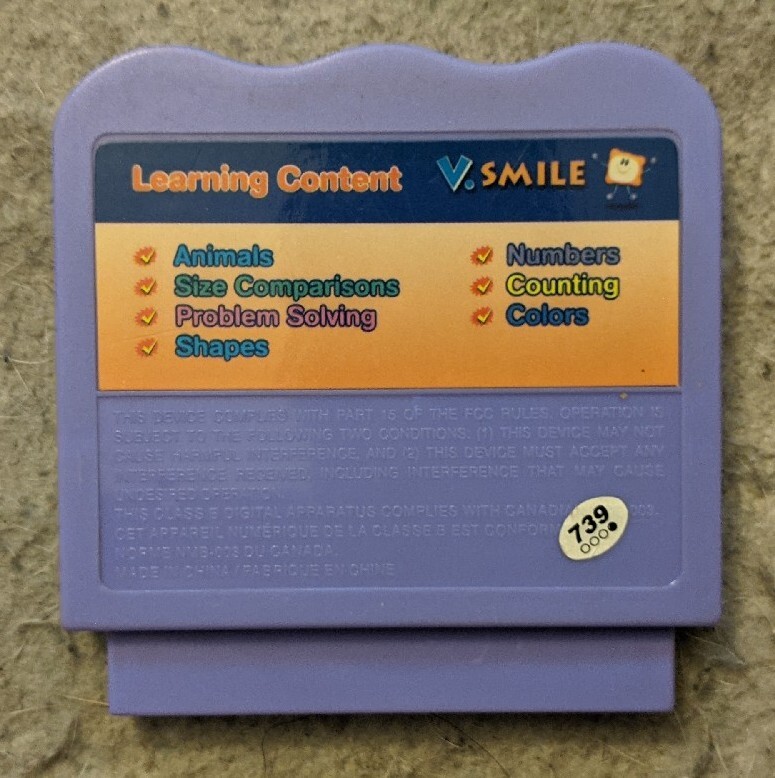 Learning Content
V.SMILE
Animals
Size Comparisons
Problem Solving
Shapes
Numbers
Counting
Colors
THIS DEVICE COMPLIES WITH PART 15 OF THE FCC RULES. OPERATION IS
SUBJECT TO THE FOLLOWING TWO CONDITIONS: (1) THIS DEVICE MAY NOT
CAUSE HARMFUL INTERFERENCE, AND (2) THIS DEVICE MUST ACCEPT ANY
INTERFERENCE RECEIVED, INCLUDING INTERFERENCE THAT MAY CAUSE
UNDESIRED OPERATION.
THIS CLASS B DIGITAL APPARATUS COMPLIES WITH
CET APPAREIL NUMÉRIQUE DE LA CLASSE B EST
NORME NMB-003 DU CANADA
MADE IN CHINA / FABRIQUÉ EN CHINE
739